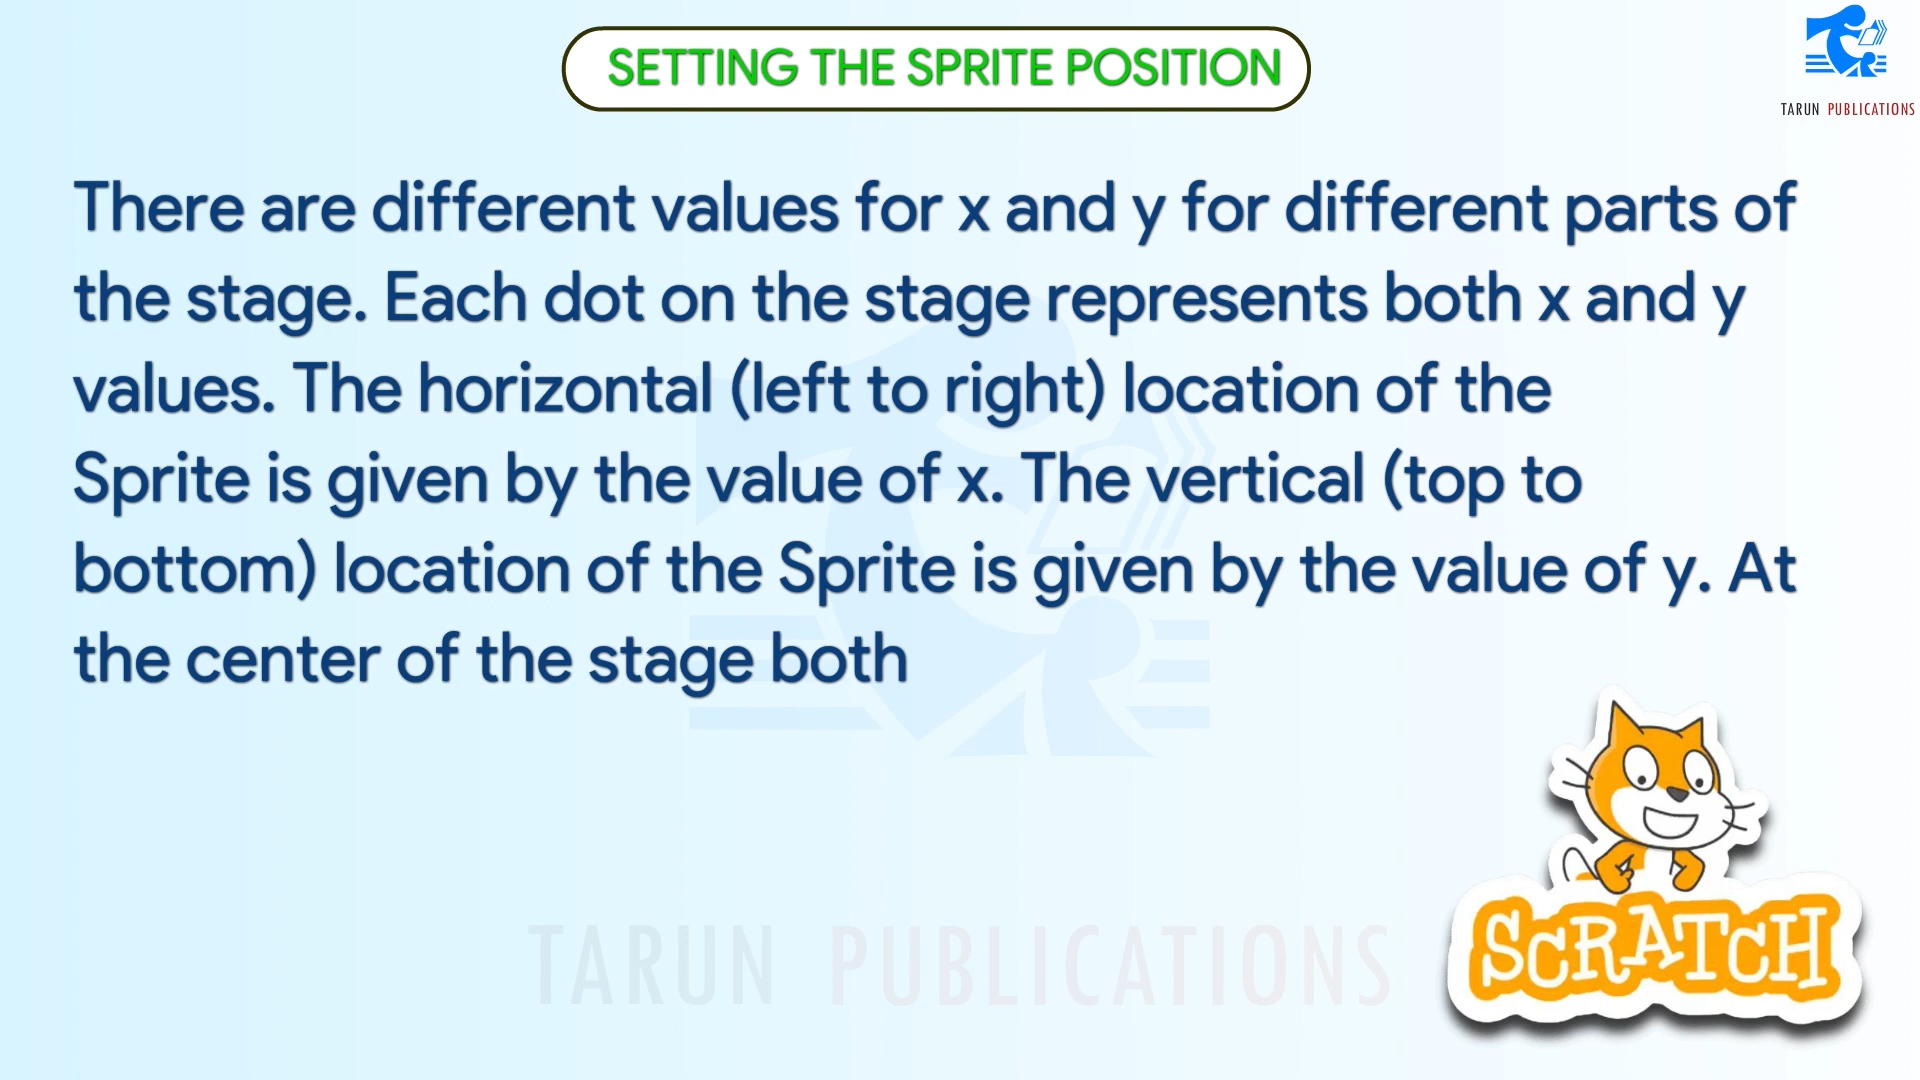 SETTING THE SPRITE POSITION
TARUN PUBLICATIONS
There are different values for x and y for different parts of
the stage. Each dot on the stage represents both x and y
values. The horizontal (left to right) location of the
Sprite is given by the value of x. The vertical (top to
bottom) location of the Sprite is given by the value of y. At
the center of the stage both
SCRATCH
TARUN PUBLICATIONS